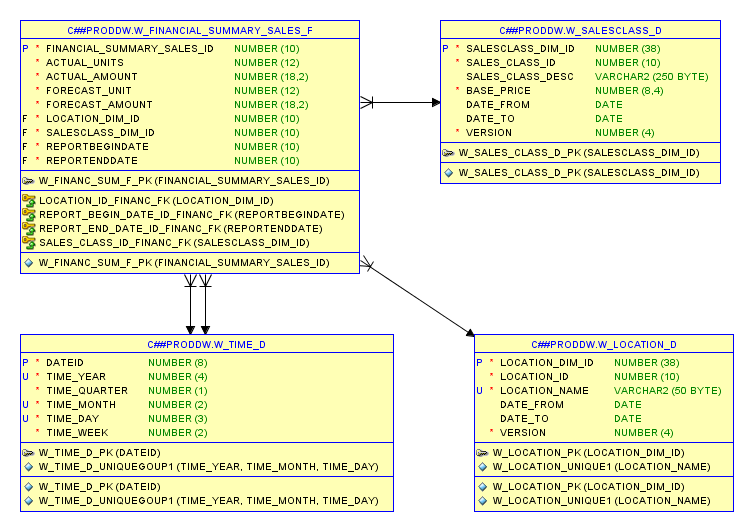 C##PRODDW.W_FINANCIAL_SUMMARY_SALES_F
P * FINANCIAL_SUMMARY_SALES_ID NUMBER (10)
* ACTUAL_UNITS NUMBER (12)
* ACTUAL_AMOUNT NUMBER (18,2)
* FORECAST_UNIT NUMBER (12)
* FORECAST_AMOUNT NUMBER (18,2)
F * LOCATION_DIM_ID NUMBER (10)
F * SALESCLASS_DIM_ID NUMBER (10)
F * REPORTBEGINDATE NUMBER (10)
F * REPORTENDDATE NUMBER (10)
W_FINANC_SUM_F_PK (FINANCIAL_SUMMARY_SALES_ID)
LOCATION_ID_FINANC_FK (LOCATION_DIM_ID)
REPORT_BEGIN_DATE_ID_FINANC_FK (REPORTBEGINDATE)
REPORT_END_DATE_ID_FINANC_FK (REPORTENDDATE)
SALES_CLASS_ID_FINANC_FK (SALESCLASS_DIM_ID)
W_FINANC_SUM_F_PK (FINANCIAL_SUMMARY_SALES_ID)
C##PRODDW.W_SALESCLASS_D
P * SALESCLASS_DIM_ID NUMBER (38)
* SALES_CLASS_ID NUMBER (10)
SALES_CLASS_DESC VARCHAR2 (250 BYTE)
* BASE_PRICE NUMBER (8,4)
DATE_FROM DATE
DATE_TO DATE
* VERSION NUMBER (4)
W_SALES_CLASS_D_PK (SALESCLASS_DIM_ID)
W_SALES_CLASS_D_PK (SALESCLASS_DIM_ID)
C##PRODDW.W_TIME_D
P * DATEID NUMBER (8)
U * TIME_YEAR NUMBER (4)
* TIME_QUARTER NUMBER (1)
U * TIME_MONTH NUMBER (2)
U * TIME_DAY NUMBER (3)
* TIME_WEEK NUMBER (2)
W_TIME_D_PK (DATEID)
W_TIME_D_UNIQUEGOUP1 (TIME_YEAR, TIME_MONTH, TIME_DAY)
W_TIME_D_PK (DATEID)
W_TIME_D_UNIQUEGOUP1 (TIME_YEAR, TIME_MONTH, TIME_DAY)
C##PRODDW.W_LOCATION_D
P * LOCATION_DIM_ID NUMBER (38)
* LOCATION_ID NUMBER (10)
U * LOCATION_NAME VARCHAR2 (50 BYTE)
DATE_FROM DATE
DATE_TO DATE
* VERSION NUMBER (4)
W_LOCATION_PK (LOCATION_DIM_ID)
W_LOCATION_UNIQUE1 (LOCATION_NAME)
W_LOCATION_PK (LOCATION_DIM_ID)
W_LOCATION_UNIQUE1 (LOCATION_NAME)